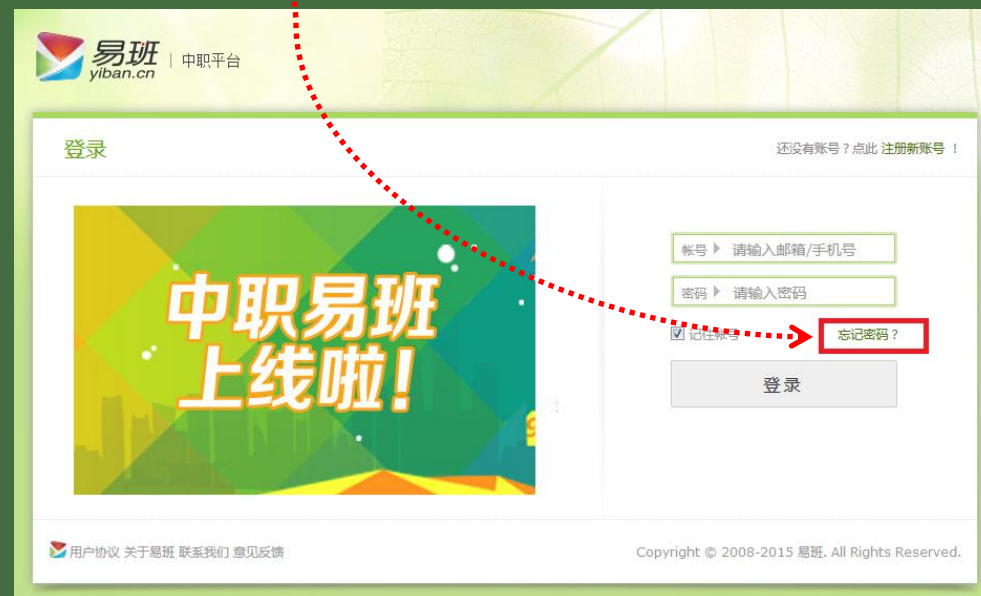 易班 | 中职平台
yiban.cn
登录
还没有账号？点此 注册新账号 ！
中职易班
上线啦！
帐号 请输入邮箱/手机号
密码 请输入密码
记住帐号 忘记密码？
登录
用户协议 关于易班 联系我们 意见反馈
Copyright © 2008-2015 易班. All Rights Reserved.